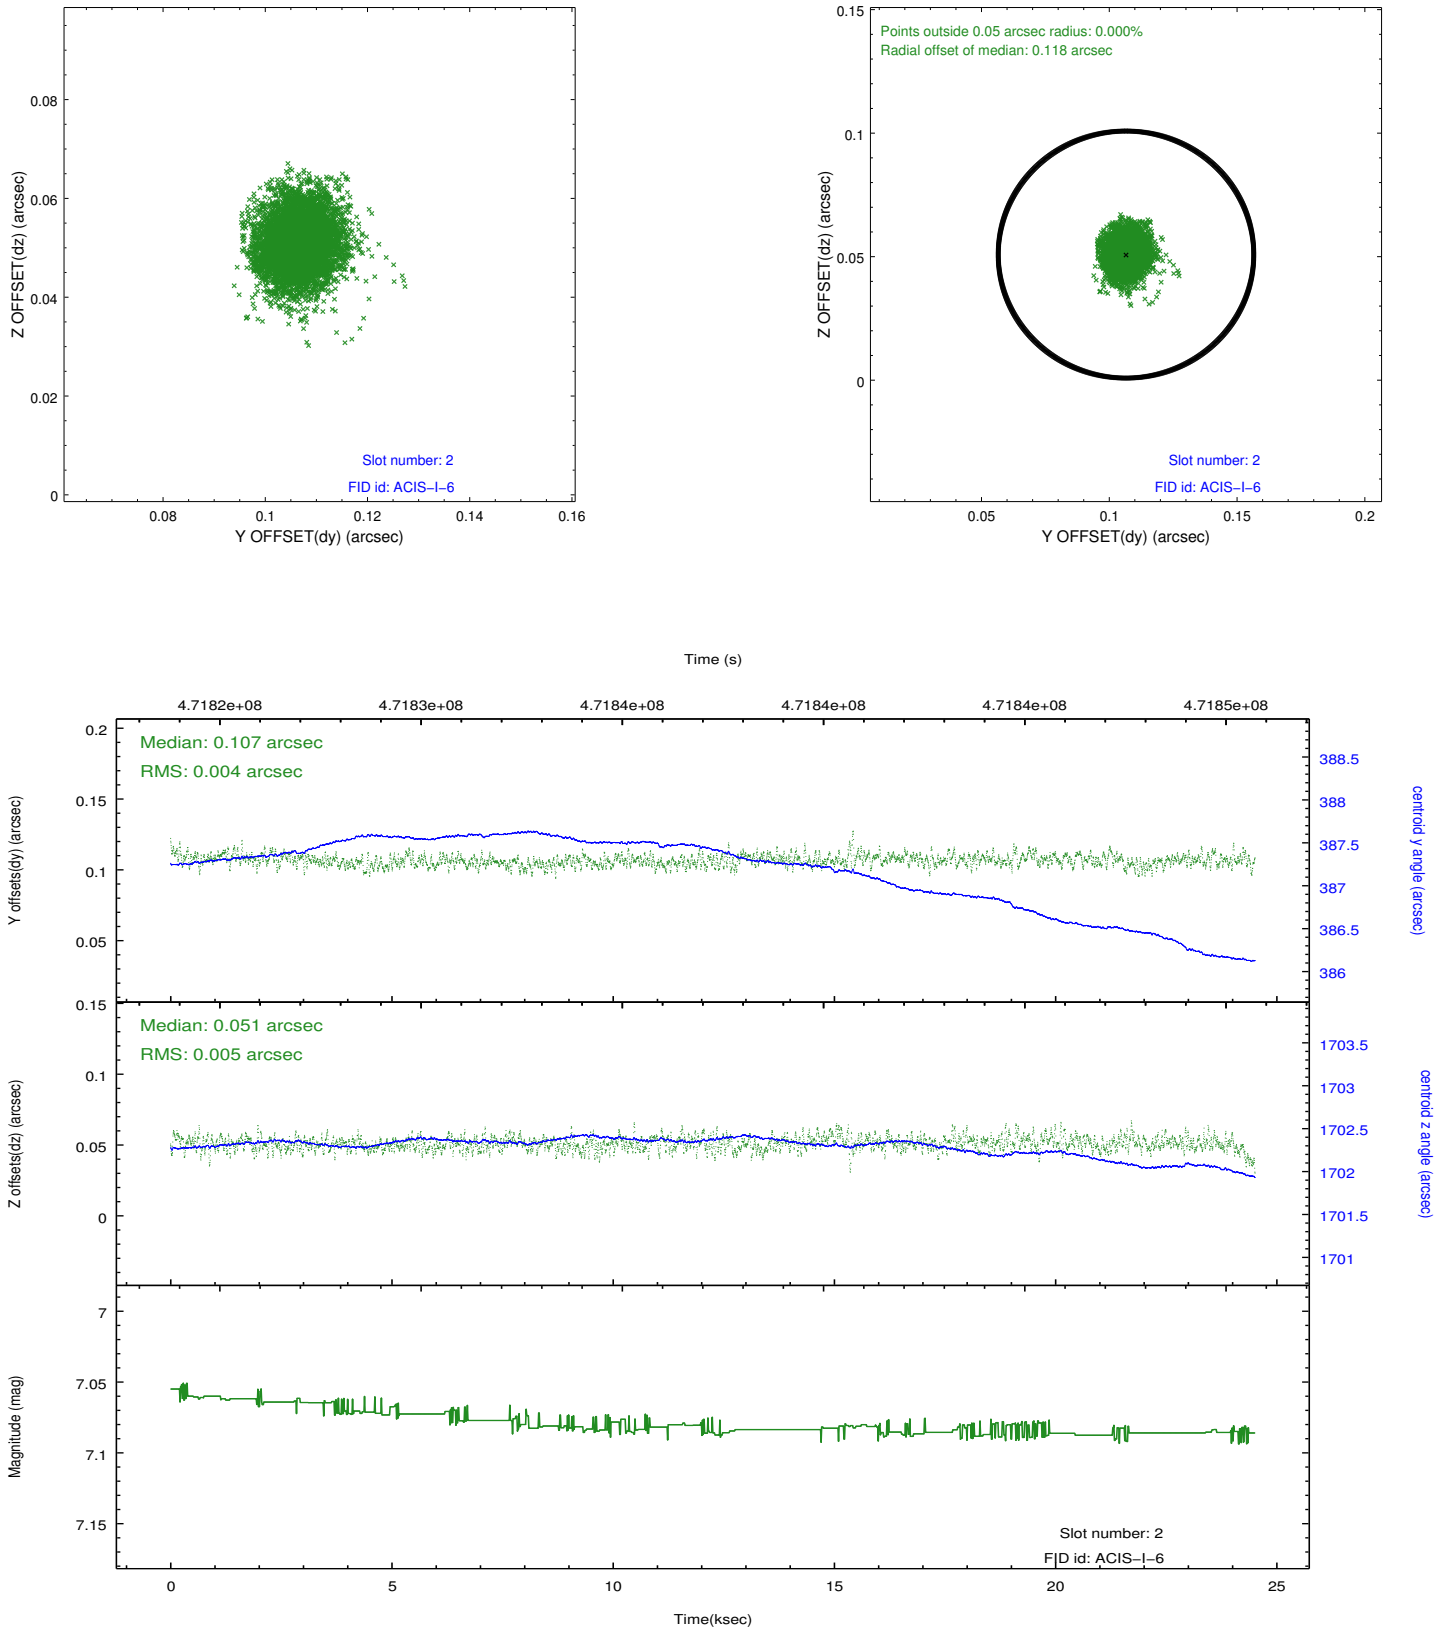 Z OFFSET(dz) (arcsec)
0.08
0.06
0.04
0.02
0
Slot number: 2
FID id: ACIS−I−6
0.08 0.1 0.12 0.14 0.16
Y OFFSET(dy) (arcsec)
Points outside 0.05 arcsec radius: 0.000%
Radial offset of median: 0.118 arcsec
Z OFFSET(dz) (arcsec)
0.15
0.1
0.05
0
Slot number: 2
FID id: ACIS−I−6
0.05 0.1 0.15 0.2
Y OFFSET(dy) (arcsec)
Time (s)
4.7182e+08 4.7183e+08 4.7184e+08 4.7184e+08 4.7184e+08 4.7185e+08
Median: 0.107 arcsec
RMS: 0.004 arcsec
Y offsets(dy) (arcsec)
0.2
0.15
0.1
0.05
388.5
388
387.5
387
386.5
386
centroid y angle (arcsec)
Median: 0.051 arcsec
RMS: 0.005 arcsec
Z offsets(dz) (arcsec)
0.15
0.1
0.05
0
1703.5
1703
1702.5
1702
1701.5
1701
centroid z angle (arcsec)
Magnitude (mag)
7
7.05
7.1
7.15
Slot number: 2
FID id: ACIS−I−6
0 5 10 15 20 25
Time(ksec)